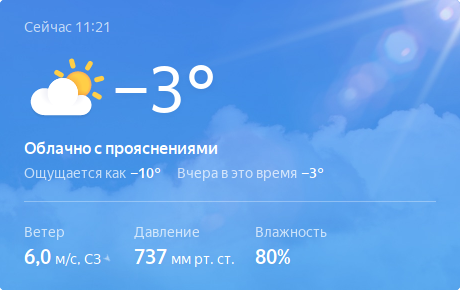 Сейчас 11:21
−3°
Облачно с прояснениями
Ощущается как −10° Вчера в это время −3°
Ветер Давление Влажность
6,0 м/с, СЗ 737 мм рт. ст. 80%